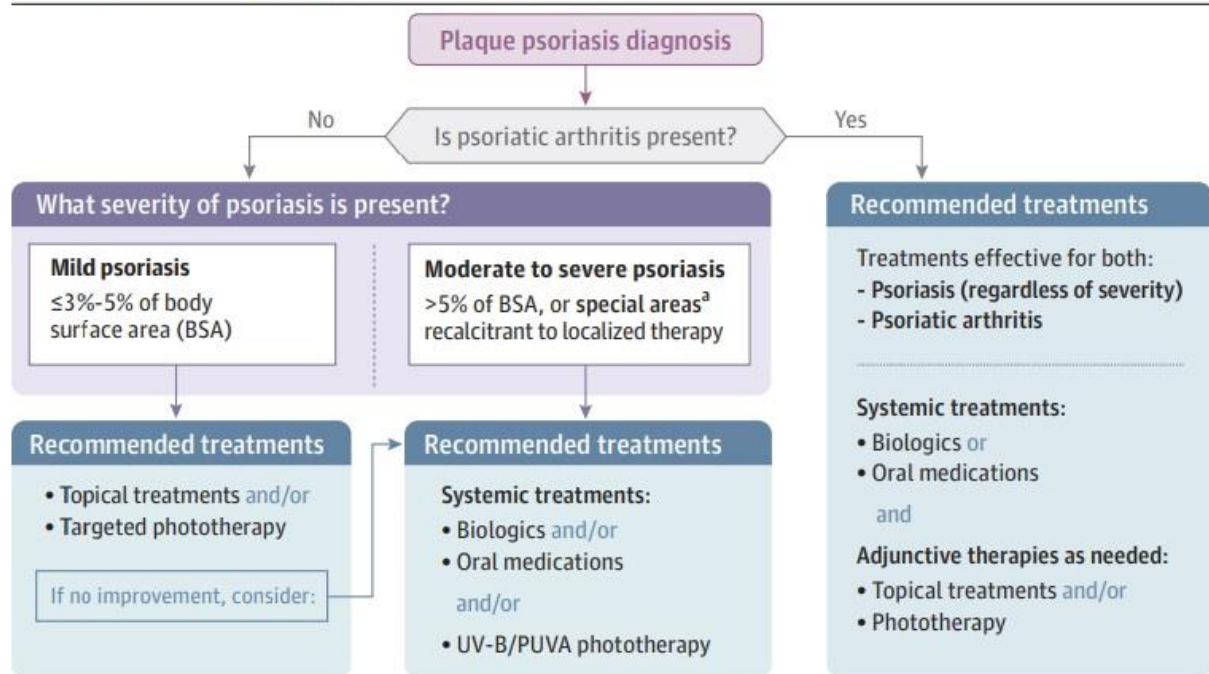 Plaque psoriasis diagnosis
No
Is psoriatic arthritis present?
Yes
What severity of psoriasis is present?
Mild psoriasis
≤3%-5% of body
surface area (BSA)
Moderate to severe psoriasis
>5% of BSA, or special areasᵃ
recalcitrant to localized therapy
Recommended treatments
• Topical treatments and/or
• Targeted phototherapy
If no improvement, consider:
Recommended treatments
Systemic treatments:
• Biologics and/or
• Oral medications
and/or
• UV-B/PUVA phototherapy
Recommended treatments
Treatments effective for both:
- Psoriasis (regardless of severity)
- Psoriatic arthritis
Systemic treatments:
• Biologics or
• Oral medications
and
Adjunctive therapies as needed:
• Topical treatments and/or
• Phototherapy